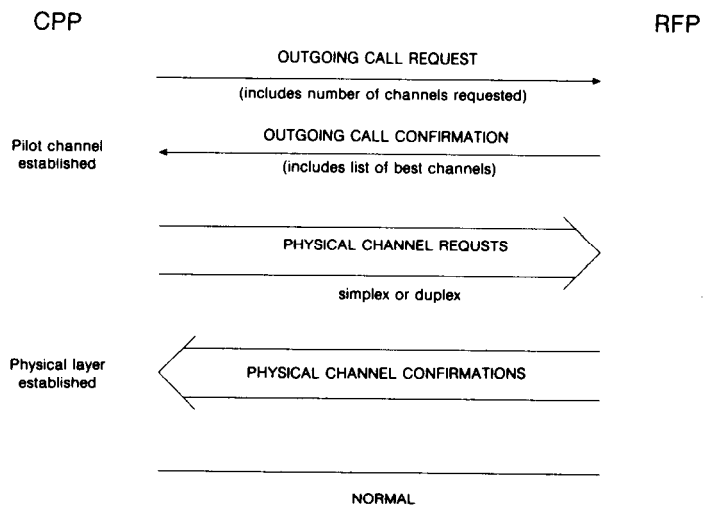 CPP
RFP
OUTGOING CALL REQUEST
(includes number of channels requested)
Pilot channel
established
OUTGOING CALL CONFIRMATION
(includes list of best channels)
PHYSICAL CHANNEL REQUSTS
simplex or duplex
Physical layer
established
PHYSICAL CHANNEL CONFIRMATIONS
NORMAL